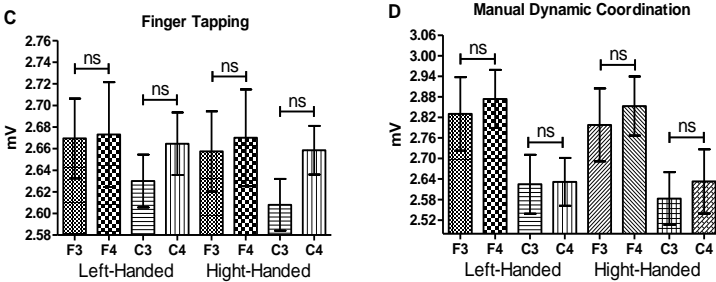 C
Finger Tapping
mV
2.76
2.74
2.72
2.70
2.68
2.66
2.64
2.62
2.60
2.58
ns
ns
ns
ns
F3 F4 C3 C4 F3 F4 C3 C4
Left-Handed Hight-Handed
D
Manual Dynamic Coordination
mV
3.06
3.00
2.94
2.88
2.82
2.76
2.70
2.64
2.58
2.52
ns
ns
ns
ns
F3 F4 C3 C4 F3 F4 C3 C4
Left-Handed Hight-Handed